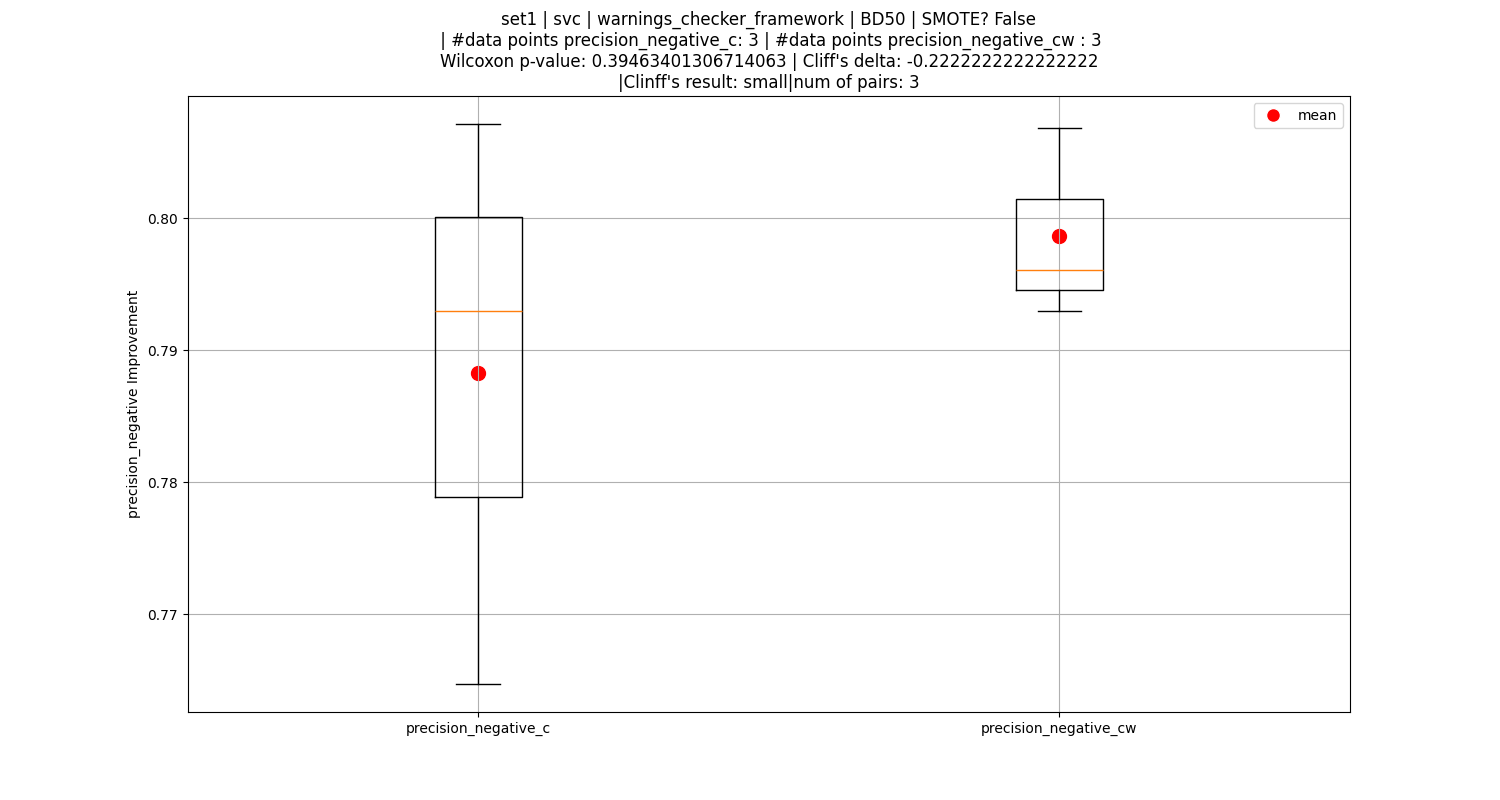 set1 | svc | warnings_checker_framework | BD50 | SMOTE? False
| #data points precision_negative_c: 3 | #data points precision_negative_cw : 3
Wilcoxon p-value: 0.39463401306714063 | Cliff's delta: -0.2222222222222222
|Clinff's result: small|num of pairs: 3
mean
precision_negative Improvement
0.80
0.79
0.78
0.77
precision_negative_c
precision_negative_cw